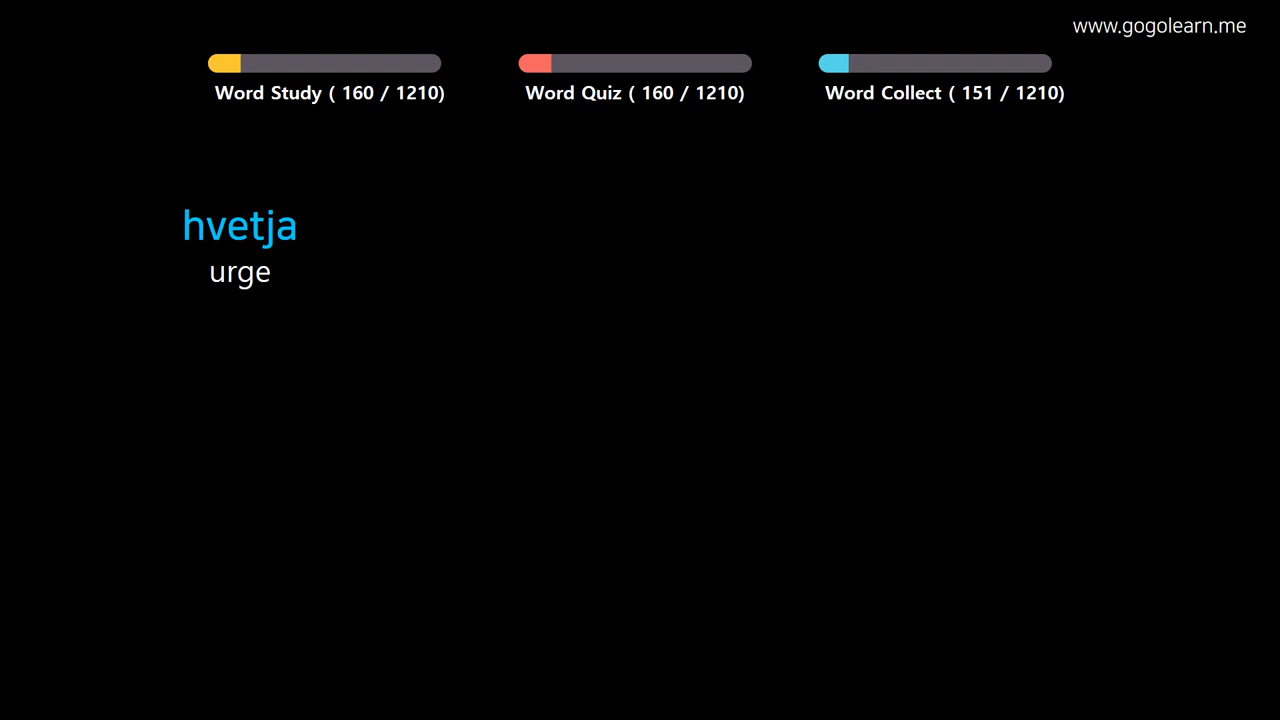 www.gogolearn.me
Word Study ( 160 / 1210)
Word Quiz ( 160 / 1210)
Word Collect ( 151 / 1210)
hvetja
urge